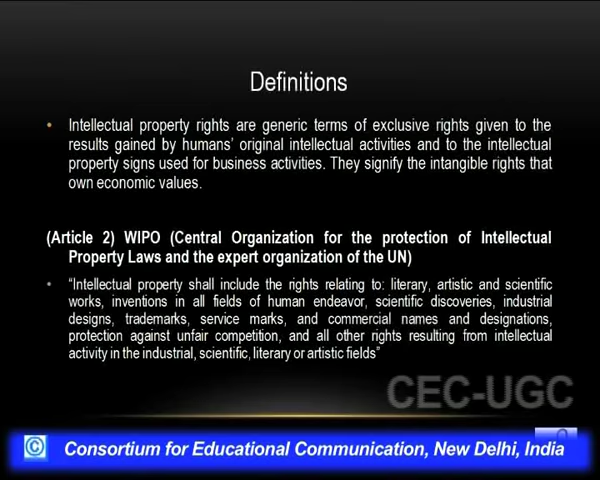 Definitions
• Intellectual property rights are generic terms of exclusive rights given to the
results gained by humans’ original intellectual activities and to the intellectual
property signs used for business activities. They signify the intangible rights that
own economic values.
(Article 2) WIPO (Central Organization for the protection of Intellectual
Property Laws and the expert organization of the UN)
• “Intellectual property shall include the rights relating to: literary, artistic and scientific
works, inventions in all fields of human endeavor, scientific discoveries, industrial
designs, trademarks, service marks, and commercial names and designations,
protection against unfair competition, and all other rights resulting from intellectual
activity in the industrial, scientific, literary or artistic fields”
CEC-UGC
© Consortium for Educational Communication, New Delhi, India